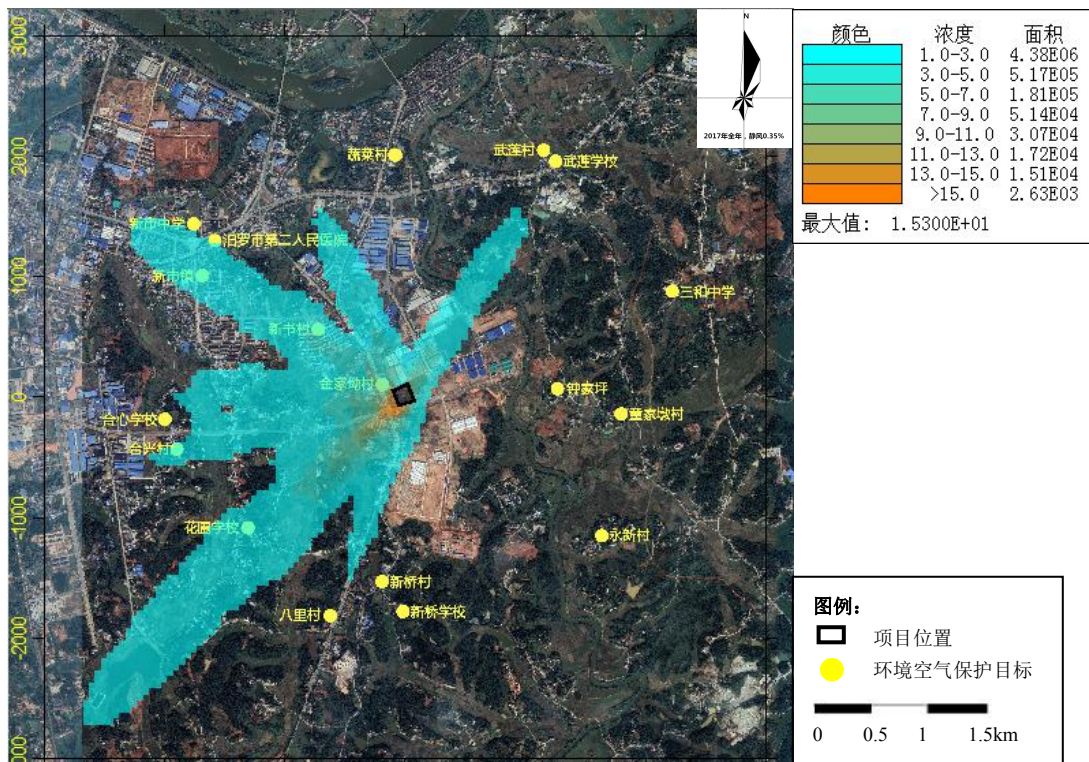 3000
2000
1000
0
-1000
-2000
N
2017年全年，静风0.35%
颜色 浓度 面积
1.0-3.0 4.38E06
3.0-5.0 5.17E05
5.0-7.0 1.81E05
7.0-9.0 5.14E04
9.0-11.0 3.07E04
11.0-13.0 1.72E04
13.0-15.0 1.51E04
>15.0 2.63E03
最大值: 1.5300E+01
蔬菜村
武莲村
武莲学校
新市中学
汨罗市第二人民医院
新市镇
三和中学
新书村
金家坳村
钟家坪
合心学校
童家墩村
合兴村
花圃学校
永新村
新桥村
八里村
新桥学校
图例：
项目位置
环境空气保护目标
0 0.5 1 1.5km